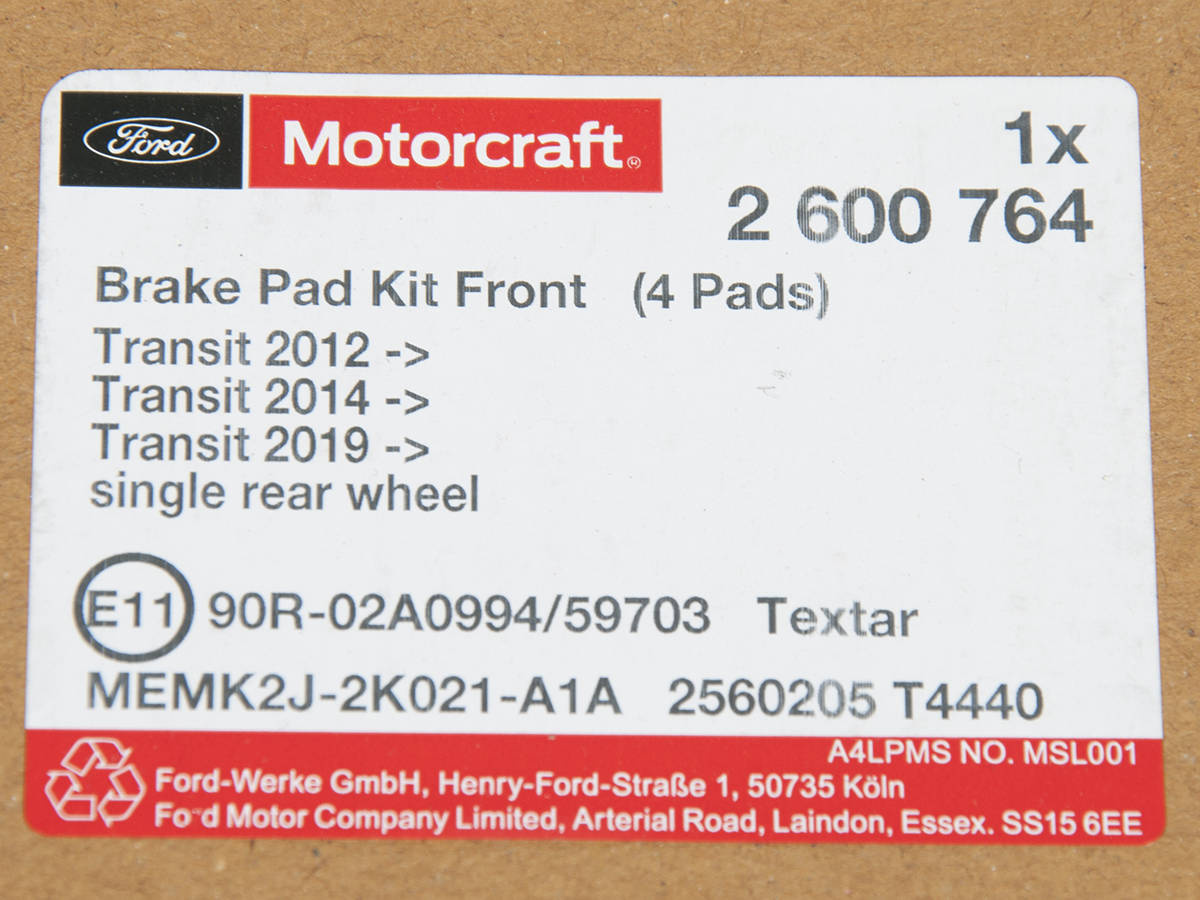 Ford Motorcraft
1x
2 600 764
Brake Pad Kit Front (4 Pads)
Transit 2012 ->
Transit 2014 ->
Transit 2019 ->
single rear wheel
E11 90R-02A0994/59703 Textar
MEMK2J-2K021-A1A 2560205 T4440
A4LPMS NO. MSL001
Ford-Werke GmbH, Henry-Ford-Straße 1, 50735 Köln
Ford Motor Company Limited, Arterial Road, Laindon, Essex. SS15 6EE